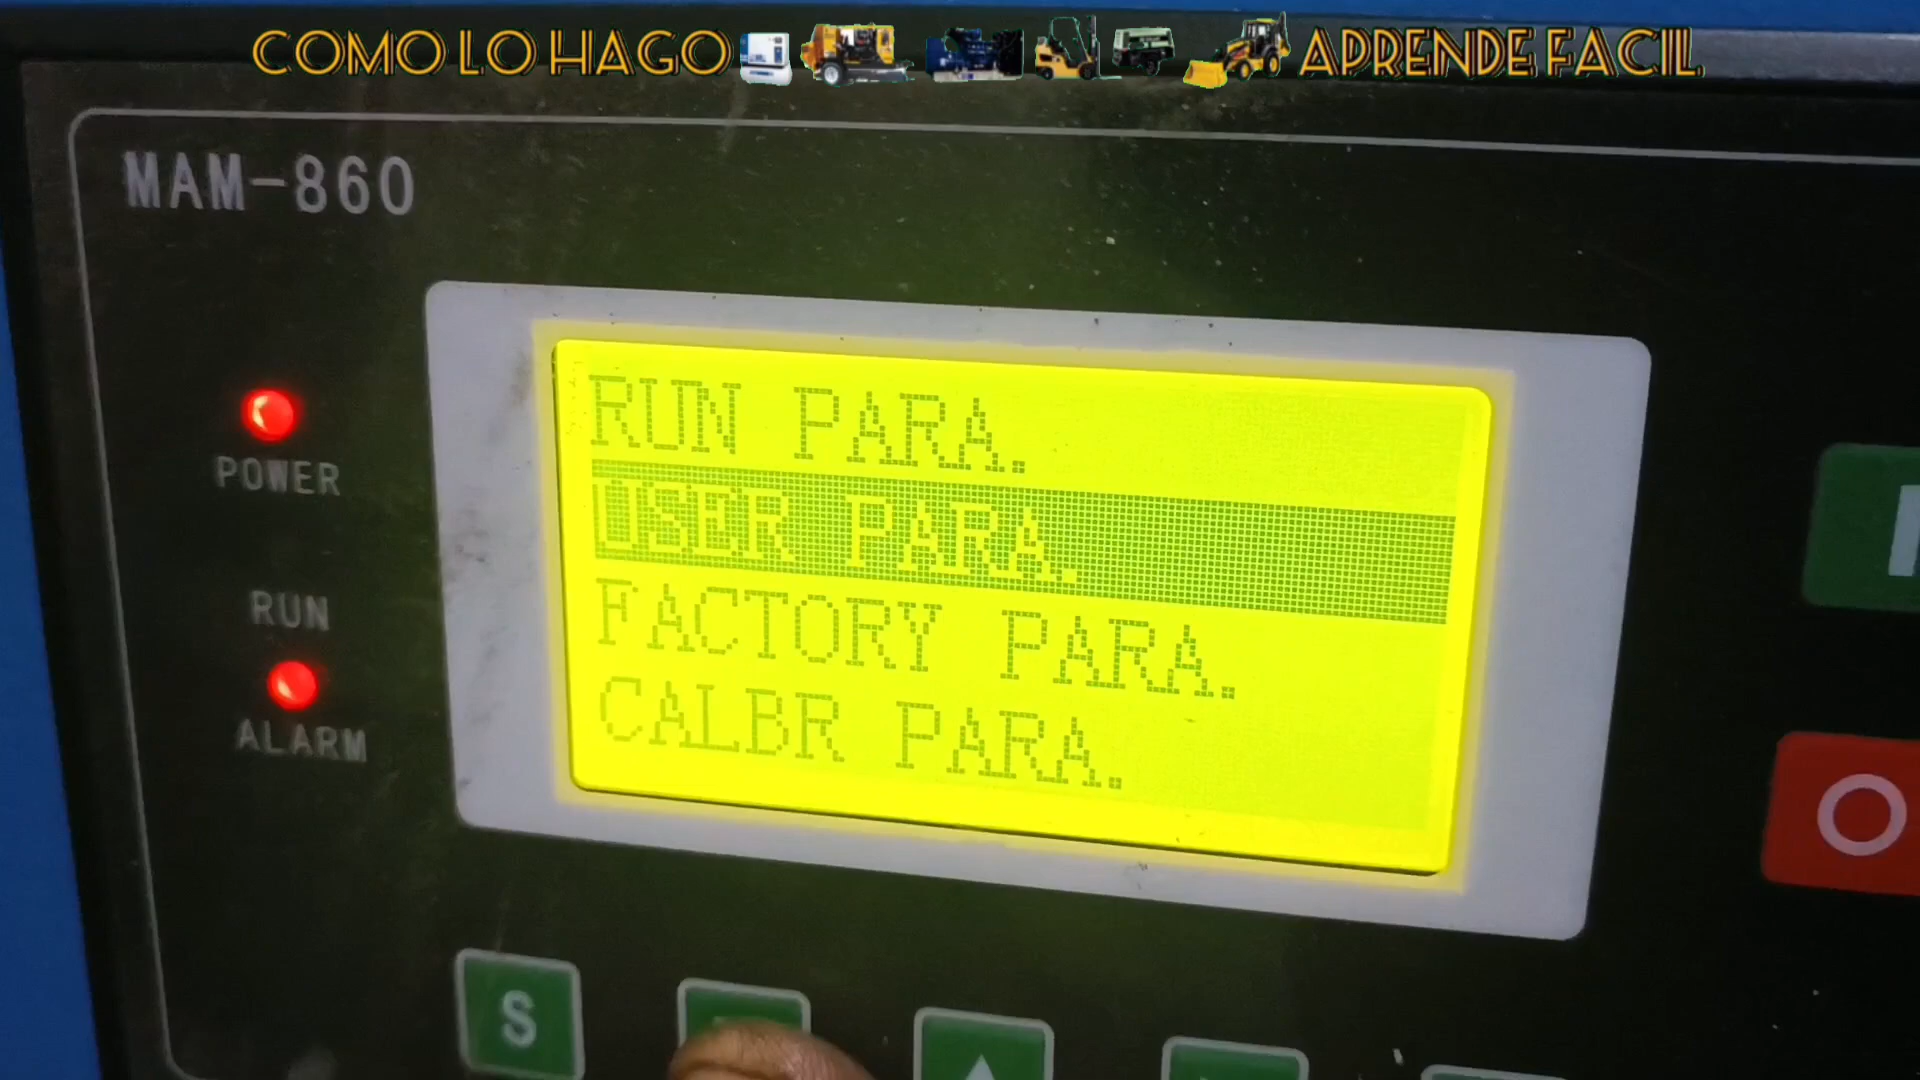 COMO LO HAGO APRENDE FACIL
MAM-860
RUN PARA.
USER PARA.
FACTORY PARA.
CALBR PARA.
POWER
RUN
ALARM
S